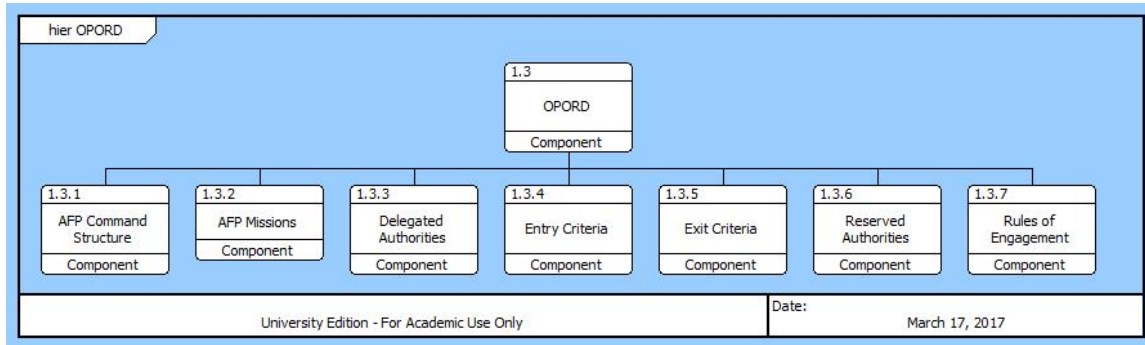 hier OPORD
1.3
OPORD
Component
1.3.1
AFP Command
Structure
Component
1.3.2
AFP Missions
Component
1.3.3
Delegated
Authorities
Component
1.3.4
Entry Criteria
Component
1.3.5
Exit Criteria
Component
1.3.6
Reserved
Authorities
Component
1.3.7
Rules of
Engagement
Component
University Edition - For Academic Use Only
Date:
March 17, 2017